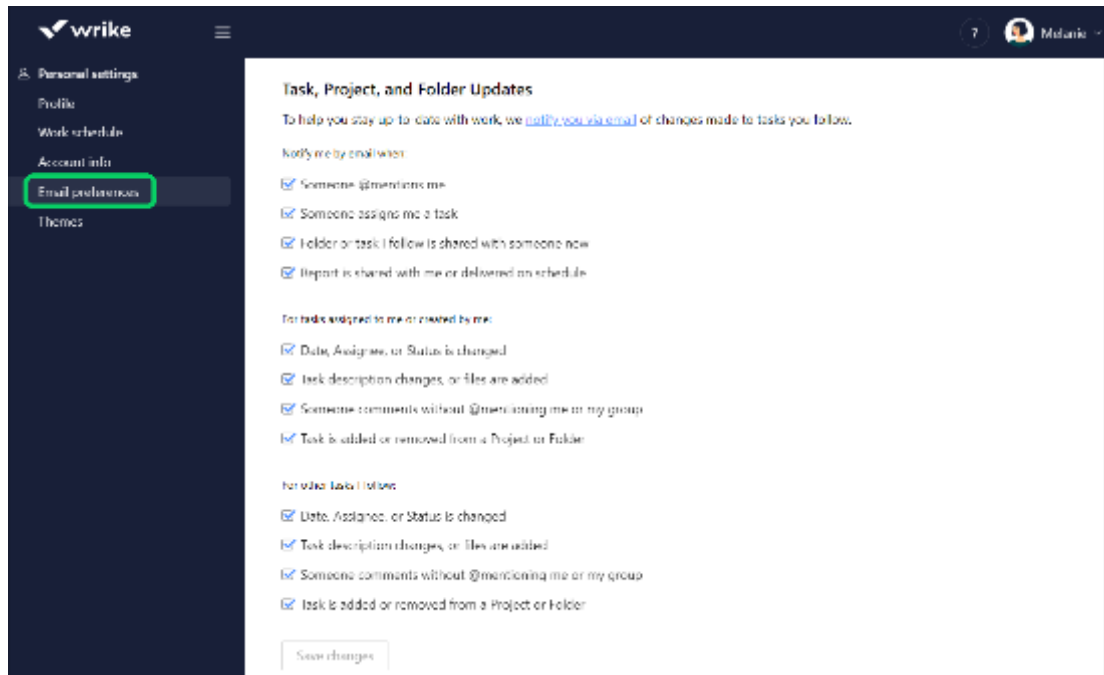 wrike
?
Melanie
Personal settings
Profile
Work schedule
Account info
Email preferences
Themes
Task, Project, and Folder Updates
To help you stay up-to-date with work, we notify you via email of changes made to tasks you follow.
Notify me by email when:
Someone @mentions me
Someone assigns me a task
Folder or task I follow is shared with someone new
Report is shared with me or delivered on schedule
For tasks assigned to me or created by me:
Date, Assignee, or Status is changed
Task description changes, or files are added
Someone comments without @mentioning me or my group
Task is added or removed from a Project or Folder
For other tasks I follow:
Date, Assignee, or Status is changed
Task description changes, or files are added
Someone comments without @mentioning me or my group
Task is added or removed from a Project or Folder
Save changes